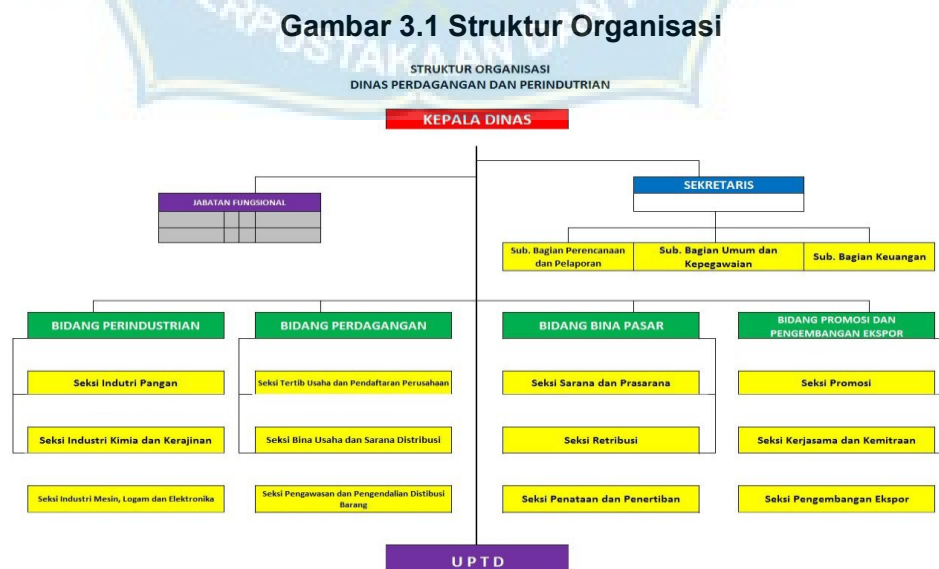 Gambar 3.1 Struktur Organisasi
PERPUSTAKAAN DAN
STRUKTUR ORGANISASI
DINAS PERDAGANGAN DAN PERINDUTRIAN
KEPALA DINAS
JABATAN FUNGSIONAL
SEKRETARIS
Sub. Bagian Perencanaan
dan Pelaporan
Sub. Bagian Umum dan
Kepegawaian
Sub. Bagian Keuangan
BIDANG PERINDUSTRIAN
Seksi Indutri Pangan
Seksi Industri Kimia dan Kerajinan
Seksi Industri Mesin, Logam dan Elektronika
BIDANG PERDAGANGAN
Seksi Tertib Usaha dan Pendaftaran Perusahaan
Seksi Bina Usaha dan Sarana Distribusi
Seksi Pengawasan dan Pengendalian Distibusi
Barang
BIDANG BINA PASAR
Seksi Sarana dan Prasarana
Seksi Retribusi
Seksi Penataan dan Penertiban
BIDANG PROMOSI DAN
PENGEMBANGAN EKSPOR
Seksi Promosi
Seksi Kerjasama dan Kemitraan
Seksi Pengembangan Ekspor
U P T D